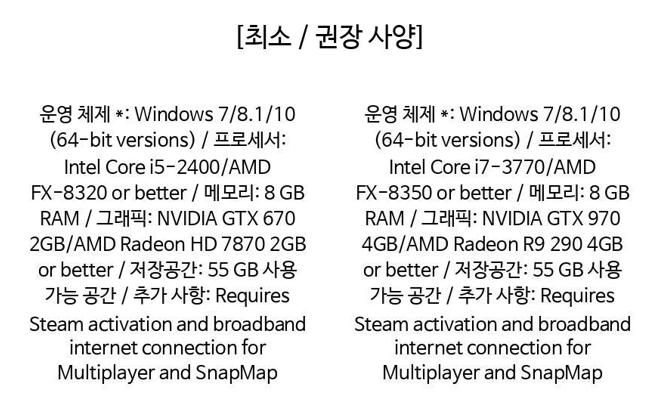 [최소 / 권장 사양]
운영 체제 *: Windows 7/8.1/10
(64-bit versions) / 프로세서:
Intel Core i5-2400/AMD
FX-8320 or better / 메모리: 8 GB
RAM / 그래픽: NVIDIA GTX 670
2GB/AMD Radeon HD 7870 2GB
or better / 저장공간: 55 GB 사용
가능 공간 / 추가 사항: Requires
Steam activation and broadband
internet connection for
Multiplayer and SnapMap
운영 체제 *: Windows 7/8.1/10
(64-bit versions) / 프로세서:
Intel Core i7-3770/AMD
FX-8350 or better / 메모리: 8 GB
RAM / 그래픽: NVIDIA GTX 970
4GB/AMD Radeon R9 290 4GB
or better / 저장공간: 55 GB 사용
가능 공간 / 추가 사항: Requires
Steam activation and broadband
internet connection for
Multiplayer and SnapMap